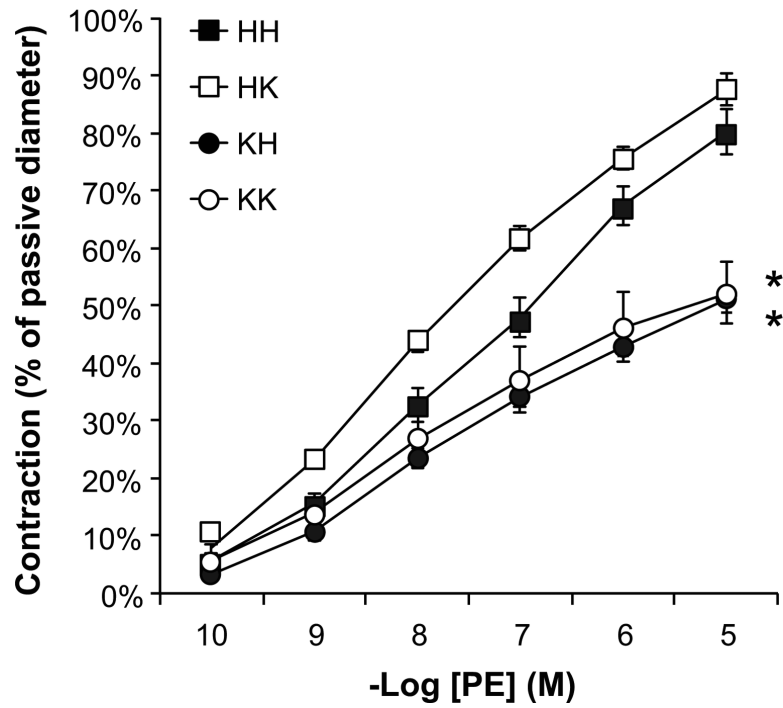 100%
90%
80%
70%
60%
50%
40%
30%
20%
10%
0%
Contraction (% of passive diameter)
HH
HK
KH
KK
*
*
10 9 8 7 6 5
-Log [PE] (M)